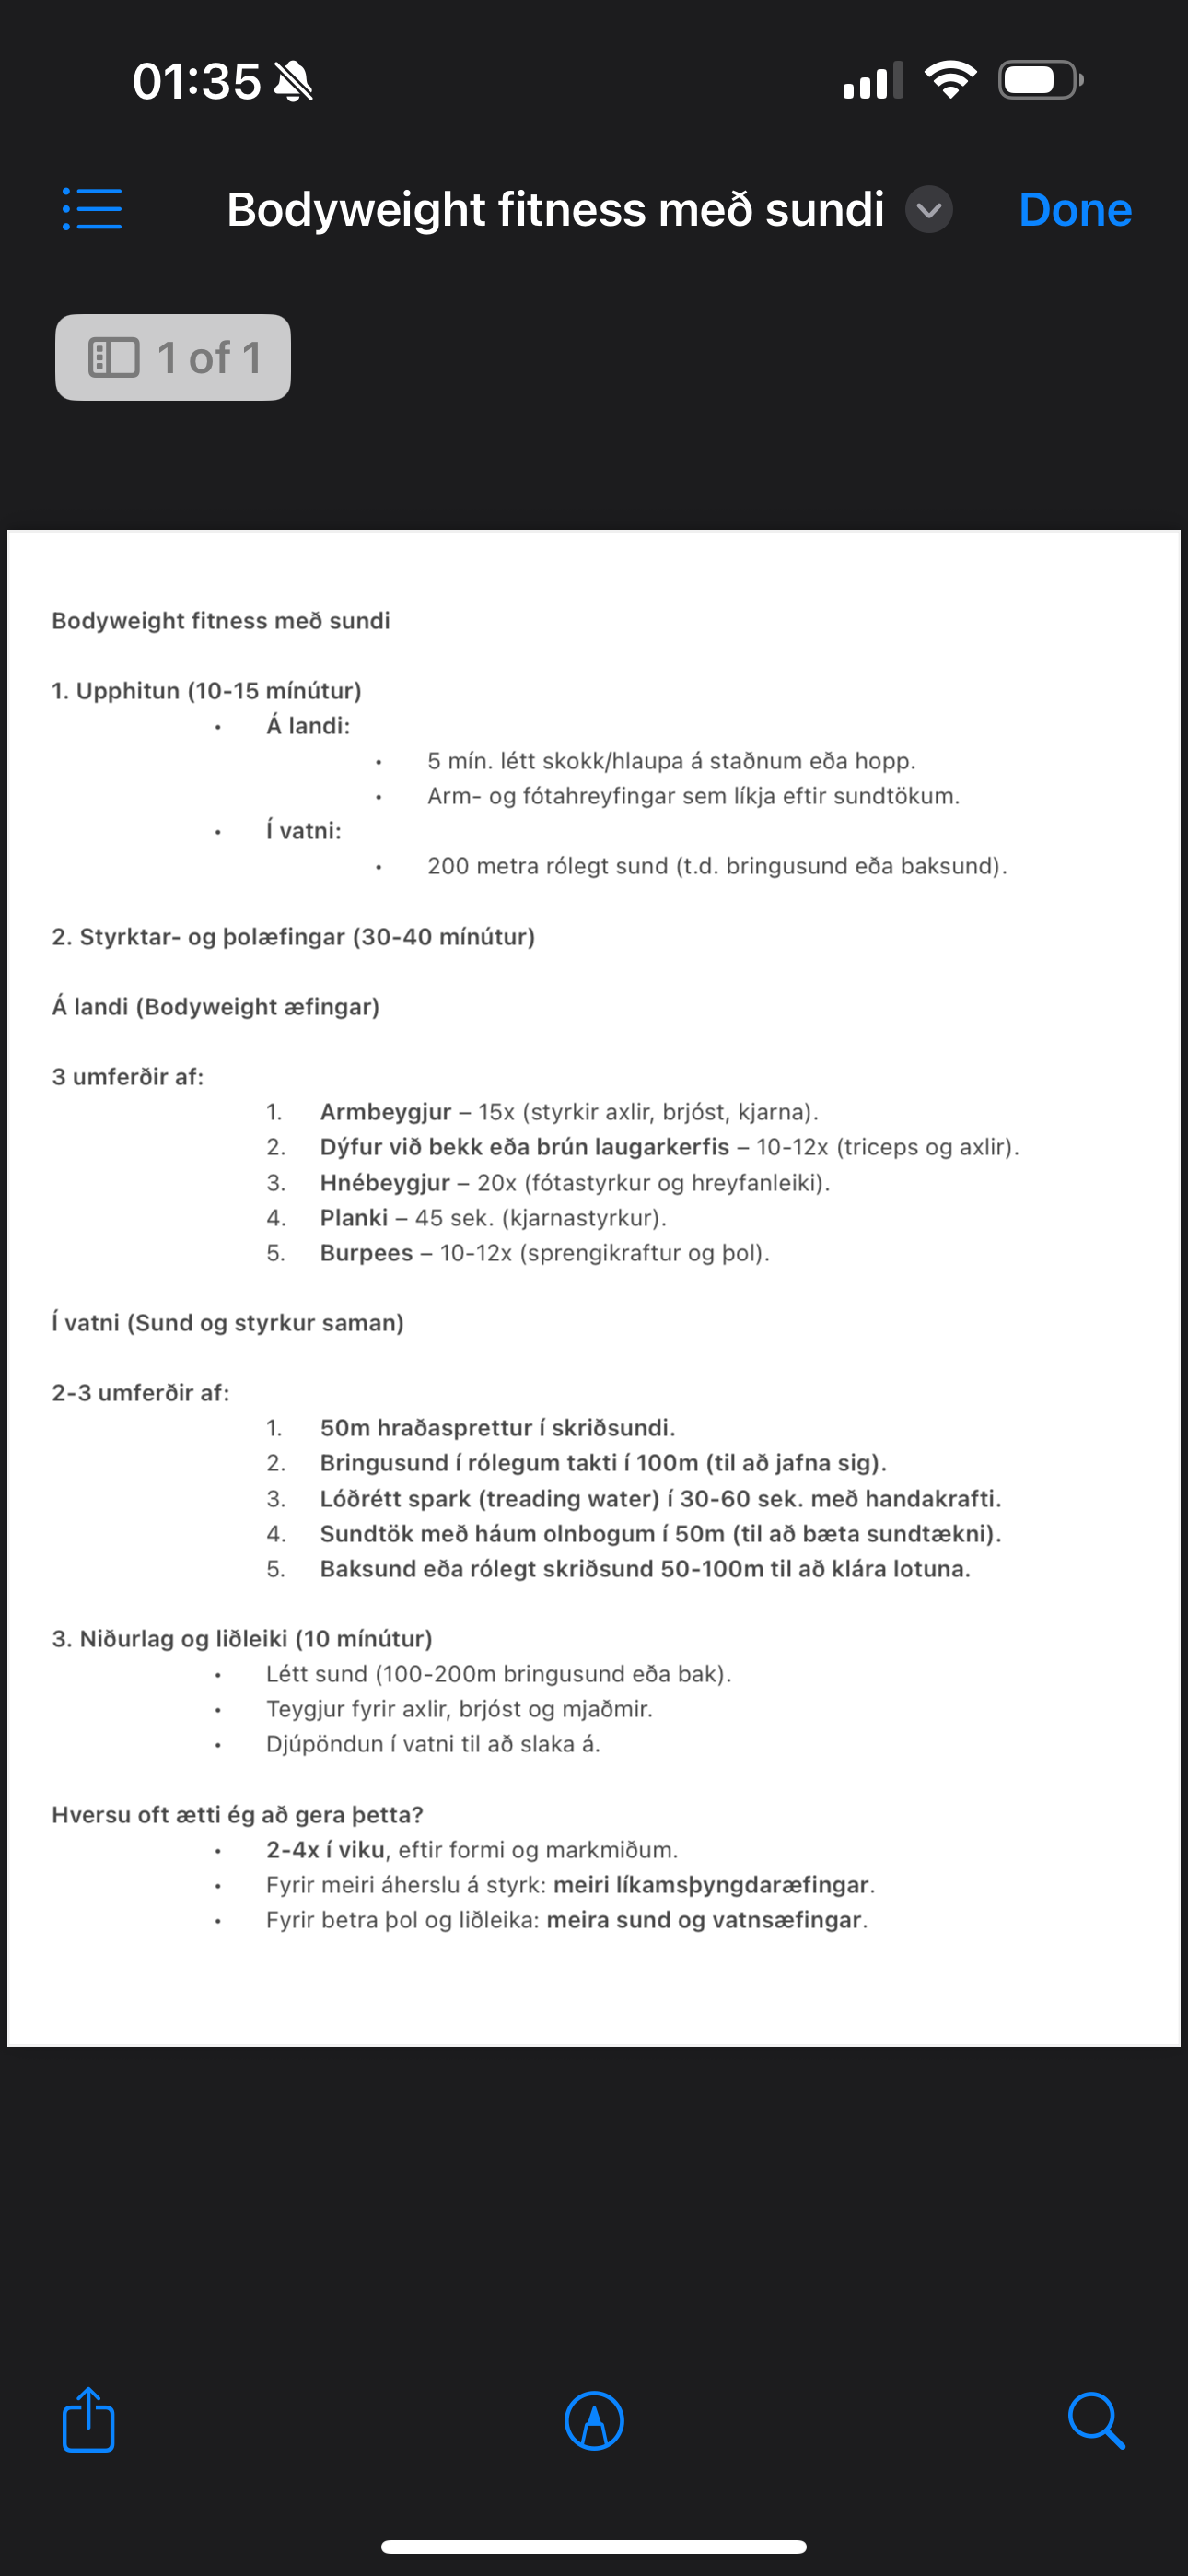 01:35
Bodyweight fitness með sundi
Done
1 of 1
Bodyweight fitness með sundi
1. Upphitun (10-15 mínútur)
• Á landi:
• 5 mín. létt skokk/hlaupa á staðnum eða hopp.
• Arm- og fótahreyfingar sem líkja eftir sundtökum.
• Í vatni:
• 200 metra rólegt sund (t.d. bringusund eða baksund).
2. Styrktar- og þolæfingar (30-40 mínútur)
Á landi (Bodyweight æfingar)
3 umferðir af:
1. Armbeygjur – 15x (styrkir axlir, brjóst, kjarna).
2. Dýfur við bekk eða brún laugarkerfis – 10-12x (triceps og axlir).
3. Hnébeygjur – 20x (fótastyrkur og hreyfanleiki).
4. Planki – 45 sek. (kjarnastyrkur).
5. Burpees – 10-12x (sprengikraftur og þol).
Í vatni (Sund og styrkur saman)
2-3 umferðir af:
1. 50m hraðasprettur í skriðsundi.
2. Bringusund í rólegum takti í 100m (til að jafna sig).
3. Lóðrétt spark (treading water) í 30-60 sek. með handakrafti.
4. Sundtök með háum olnbogum í 50m (til að bæta sundtækni).
5. Baksund eða rólegt skriðsund 50-100m til að klára lotuna.
3. Niðurlag og liðleiki (10 mínútur)
• Létt sund (100-200m bringusund eða bak).
• Teygjur fyrir axlir, brjóst og mjaðmir.
• Djúpöndun í vatni til að slaka á.
Hversu oft ætti ég að gera þetta?
• 2-4x í viku, eftir formi og markmiðum.
• Fyrir meiri áherslu á styrk: meiri líkamsþyngdaræfingar.
• Fyrir betra þol og liðleika: meira sund og vatnsæfingar.